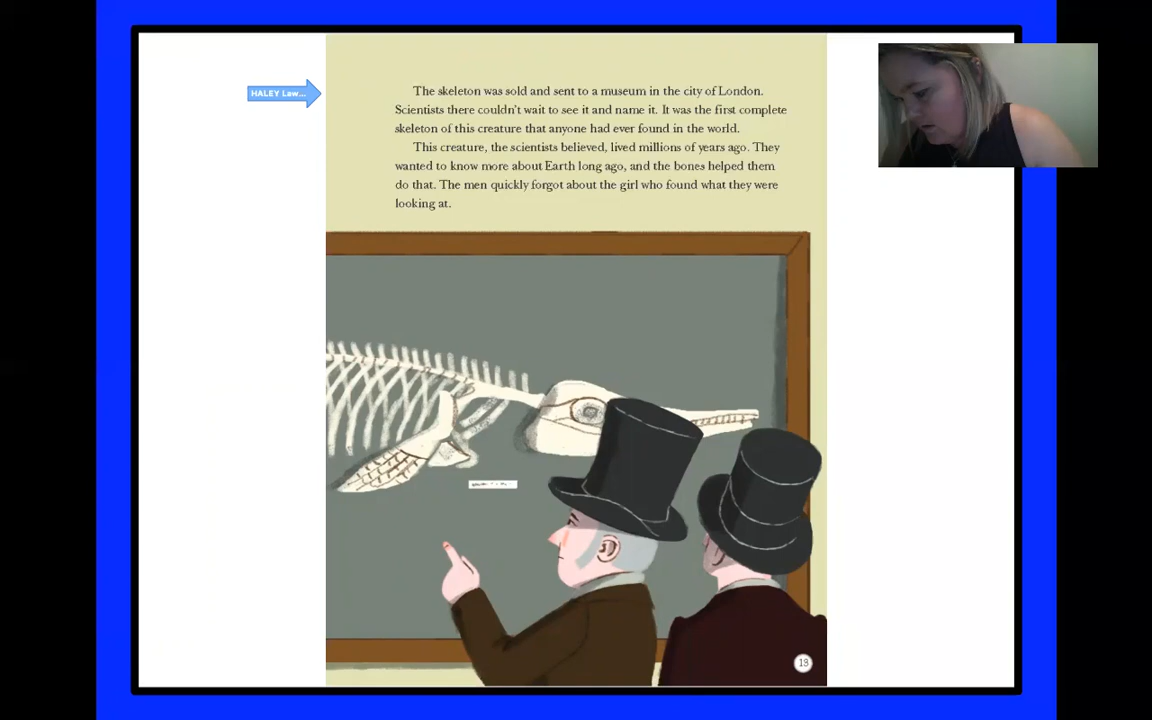 HALEY Law...
The skeleton was sold and sent to a museum in the city of London.
Scientists there couldn't wait to see it and name it. It was the first complete
skeleton of this creature that anyone had ever found in the world.
This creature, the scientists believed, lived millions of years ago. They
wanted to know more about Earth long ago, and the bones helped them
do that. The men quickly forgot about the girl who found what they were
looking at.
13